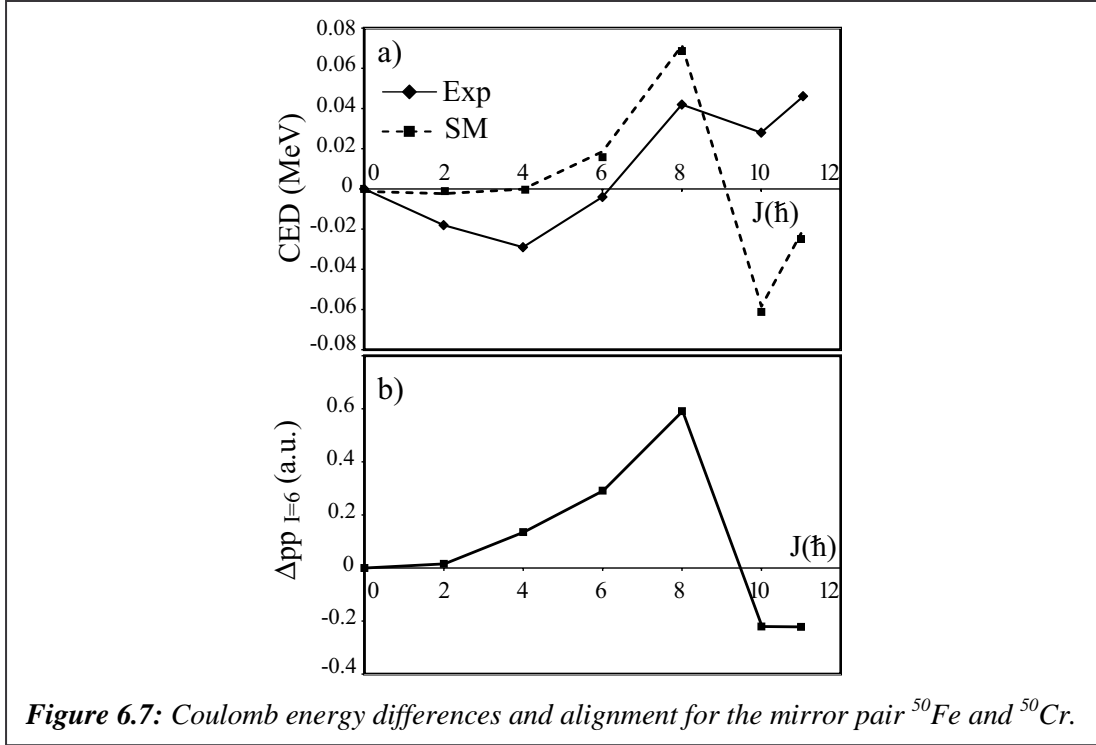 a)
Exp
SM
CED (MeV)
0.08
0.06
0.04
0.02
0
-0.02
-0.04
-0.06
-0.08
0 2 4 6 8 10 12
J(ħ)
b)
Δpp I=6 (a.u.)
0.6
0.4
0.2
0
-0.2
-0.4
J(ħ)
0 2 4 6 8 10 12
Figure 6.7: Coulomb energy differences and alignment for the mirror pair ⁵⁰Fe and ⁵⁰Cr.